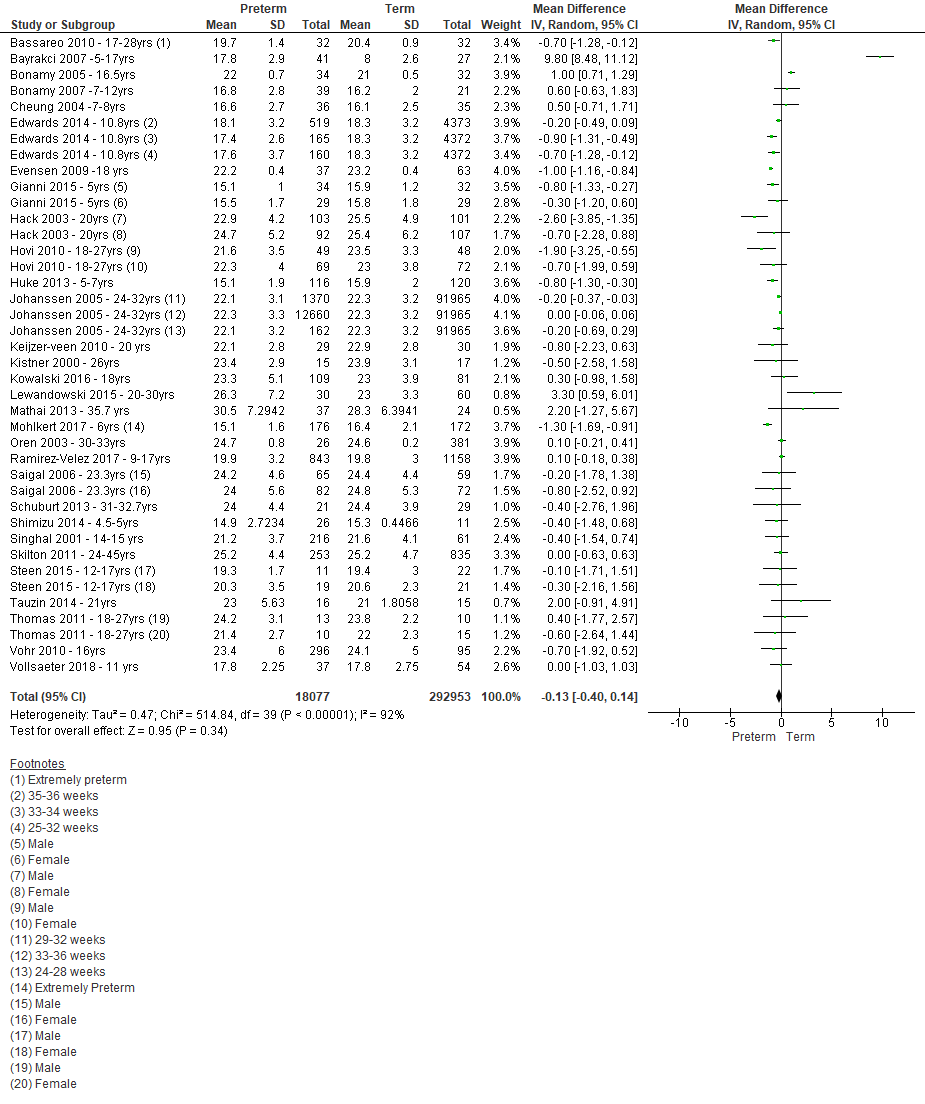 Preterm Term Mean Difference Mean Difference
Study or Subgroup Mean SD Total Mean SD Total Weight IV, Random, 95% CI IV, Random, 95% CI
Bassareo 2010 - 17-28yrs (1) 19.7 1.4 32 20.4 0.9 32 3.4% -0.70 [-1.28, -0.12]
Bayrakci 2007 -5-17yrs 17.8 2.9 41 8 2.6 27 2.2% 9.80 [8.48, 11.12]
Bonamy 2005 - 16.5yrs 22 0.7 34 21 0.5 32 3.9% 1.00 [0.71, 1.29]
Bonamy 2007 -7-12yrs 16.8 2.8 39 16.2 2 21 2.3% 0.60 [-0.63, 1.83]
Cheung 2004 -7-8yrs 16.6 2.7 36 16.1 2.5 35 2.3% 0.50 [-0.71, 1.71]
Edwards 2014 - 10.8yrs (2) 18.1 3.2 519 18.3 3.2 4373 3.9% -0.20 [-0.49, 0.09]
Edwards 2014 - 10.8yrs (3) 17.4 2.6 165 18.3 3.2 4372 3.7% -0.90 [-1.31, -0.49]
Edwards 2014 - 10.8yrs (4) 17.6 3.7 160 18.3 3.2 4372 3.4% -0.70 [-1.28, -0.12]
Evensen 2009 -18 yrs 22.2 0.4 37 23.2 0.4 63 4.0% -1.00 [-1.16, -0.84]
Gianni 2015 - 5yrs (5) 15.1 1 34 15.9 1.2 32 3.5% -0.80 [-1.33, -0.27]
Gianni 2015 - 5yrs (6) 15.5 1.7 29 15.8 1.8 29 2.9% -0.30 [-1.20, 0.60]
Hack 2003 - 20yrs (7) 22.9 4.2 103 25.5 4.9 101 2.3% -2.60 [-3.85, -1.35]
Hack 2003 - 20yrs (8) 24.7 5.2 92 25.4 6.2 107 1.9% -0.70 [-2.28, 0.88]
Hovi 2010 - 18-27yrs (9) 21.6 3.5 49 23.5 3.3 48 2.1% -1.90 [-3.25, -0.55]
Hovi 2010 - 18-27yrs (10) 22.3 4 69 23 3.8 72 2.2% -0.70 [-1.99, 0.59]
Huke 2013 - 5-7yrs 15.1 1.9 116 15.9 2 120 3.5% -0.80 [-1.30, -0.30]
Johanssen 2005 - 24-32yrs (11) 22.1 3.1 1370 22.3 3.2 91965 4.0% -0.20 [-0.37, -0.03]
Johanssen 2005 - 24-32yrs (12) 22.3 3.3 12660 22.3 3.2 91965 4.1% 0.00 [-0.06, 0.06]
Johanssen 2005 - 24-32yrs (13) 22.1 3.2 162 22.3 3.2 91965 3.6% -0.20 [-0.69, 0.29]
Keijzer-veen 2010 - 20 yrs 22.1 2.8 29 22.9 2.8 30 2.1% -0.80 [-2.23, 0.63]
Kistner 2000 - 26yrs 23.4 2.9 15 23.9 3.1 17 1.4% -0.50 [-2.58, 1.58]
Kowalski 2016 - 18yrs 23.3 5.1 109 23 3.9 81 2.2% 0.30 [-0.98, 1.58]
Lewandowski 2015 - 20-30yrs 26.3 7.2 30 23 3.3 60 0.8% 3.30 [0.59, 6.01]
Mathai 2013 - 35.7 yrs 30.5 7.2942 37 28.3 6.3941 24 0.6% 2.20 [-1.27, 5.67]
Mohlkert 2017 - 6yrs (14) 15.1 1.6 176 16.4 2.1 172 3.7% -1.30 [-1.69, -0.91]
Oren 2003 - 30-33yrs 24.7 0.8 26 24.6 0.2 381 3.9% 0.10 [-0.21, 0.41]
Ramirez-Velez 2017 - 9-17yrs 19.9 3.2 843 19.8 3 1158 3.9% 0.10 [-0.18, 0.38]
Saigal 2006 - 23.3yrs (15) 24.2 4.6 65 24.4 4.4 59 1.9% -0.20 [-1.78, 1.38]
Saigal 2006 - 23.3yrs (16) 24 5.6 82 24.8 5.3 72 1.7% -0.80 [-2.52, 0.92]
Schuburt 2013 - 31-32.7yrs 24 4.4 21 24.4 3.9 29 1.2% -0.40 [-2.76, 1.96]
Shimizu 2014 - 4.5-5yrs 14.9 2.7234 26 15.3 0.4466 11 2.6% -0.40 [-1.48, 0.68]
Singhal 2001 - 14-15 yrs 21.2 3.7 216 21.6 4.1 61 2.5% -0.40 [-1.54, 0.74]
Skilton 2011 - 24-45yrs 25.2 4.4 253 25.2 4.7 835 3.4% 0.00 [-0.63, 0.63]
Steen 2015 - 12-17yrs (17) 19.3 1.7 11 19.4 3 22 1.8% -0.10 [-1.71, 1.51]
Steen 2015 - 12-17yrs (18) 20.3 3.5 19 20.6 2.3 21 1.6% -0.30 [-2.16, 1.56]
Tauzin 2014 - 21yrs 23 5.63 16 21 1.8058 15 0.8% 2.00 [-0.91, 4.91]
Thomas 2011 - 18-27yrs (19) 24.2 3.1 13 23.8 2.2 10 1.3% 0.40 [-1.77, 2.57]
Thomas 2011 - 18-27yrs (20) 21.4 2.7 10 22 2.3 15 1.4% -0.60 [-2.64, 1.44]
Vohr 2010 - 16yrs 23.4 6 296 24.1 5 95 2.4% -0.70 [-1.92, 0.52]
Vollsaeter 2018 - 11 yrs 17.8 2.25 37 17.8 2.75 54 2.6% 0.00 [-1.03, 1.03]
Total (95% CI) 18077 292953 100.0% -0.13 [-0.40, 0.14]
Heterogeneity: Tau² = 0.47; Chi² = 514.84, df = 39 (P < 0.00001); I² = 92%
Test for overall effect: Z = 0.95 (P = 0.34)
-10 -5 0 5 10
Preterm Term
Footnotes
(1) Extremely preterm
(2) 35-36 weeks
(3) 33-34 weeks
(4) 25-32 weeks
(5) Male
(6) Female
(7) Male
(8) Female
(9) Male
(10) Female
(11) 29-32 weeks
(12) 33-36 weeks
(13) 24-28 weeks
(14) Extremely Preterm
(15) Male
(16) Female
(17) Male
(18) Female
(19) Male
(20) Female